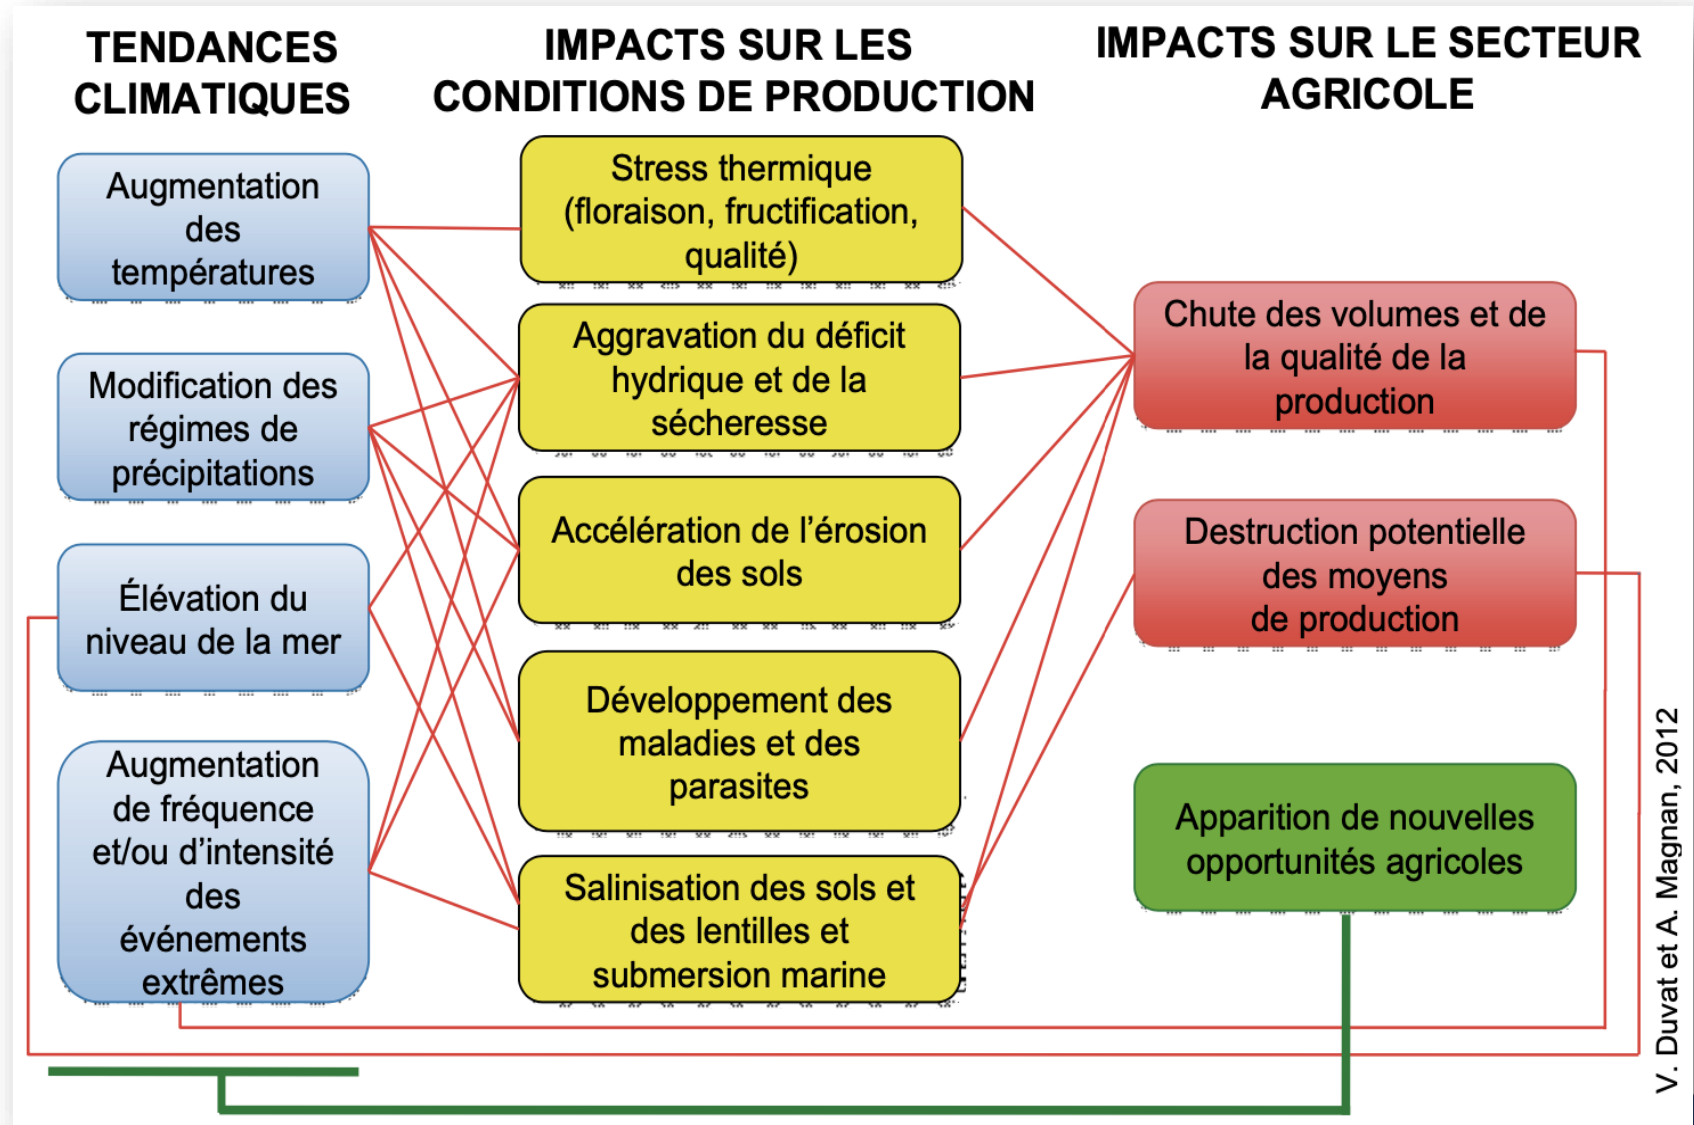 TENDANCES
CLIMATIQUES
IMPACTS SUR LES
CONDITIONS DE PRODUCTION
IMPACTS SUR LE SECTEUR
AGRICOLE
Augmentation
des
températures
Modification des
régimes de
précipitations
Élévation du
niveau de la mer
Augmentation
de fréquence
et/ou d’intensité
des
événements
extrêmes
Stress thermique
(floraison, fructification,
qualité)
Aggravation du déficit
hydrique et de la
sécheresse
Accélération de l’érosion
des sols
Développement des
maladies et des
parasites
Salinisation des sols et
des lentilles et
submersion marine
Chute des volumes et de
la qualité de la
production
Destruction potentielle
des moyens
de production
Apparition de nouvelles
opportunités agricoles
V. Duvat et A. Magnan, 2012